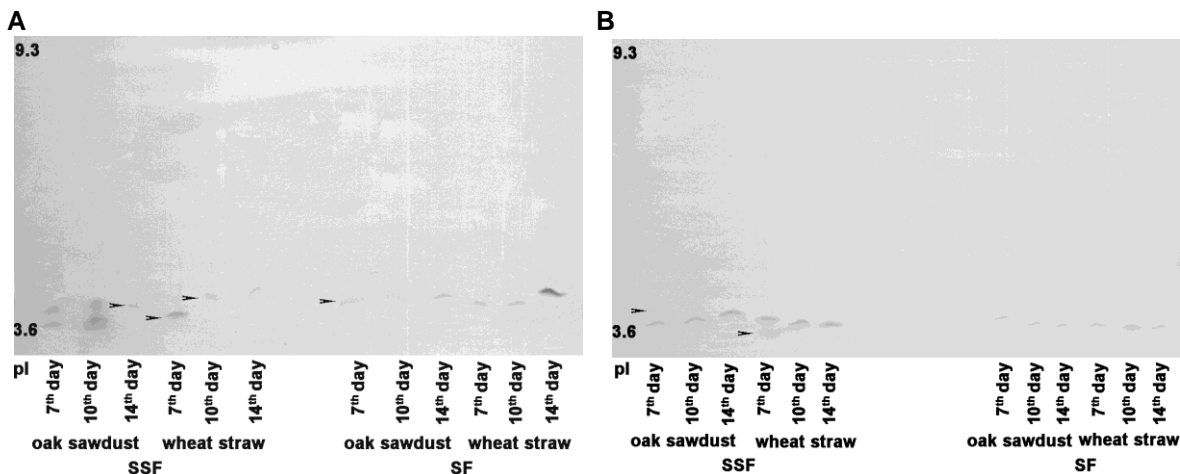 A
9.3
3.6
pI
7th day
10th day
14th day
7th day
10th day
14th day
7th day
10th day
14th day
7th day
10th day
14th day
oak sawdust wheat straw oak sawdust wheat straw
SSF SF
B
9.3
3.6
pI
7th day
10th day
14th day
7th day
10th day
14th day
7th day
10th day
14th day
7th day
10th day
14th day
oak sawdust wheat straw oak sawdust wheat straw
SSF SF